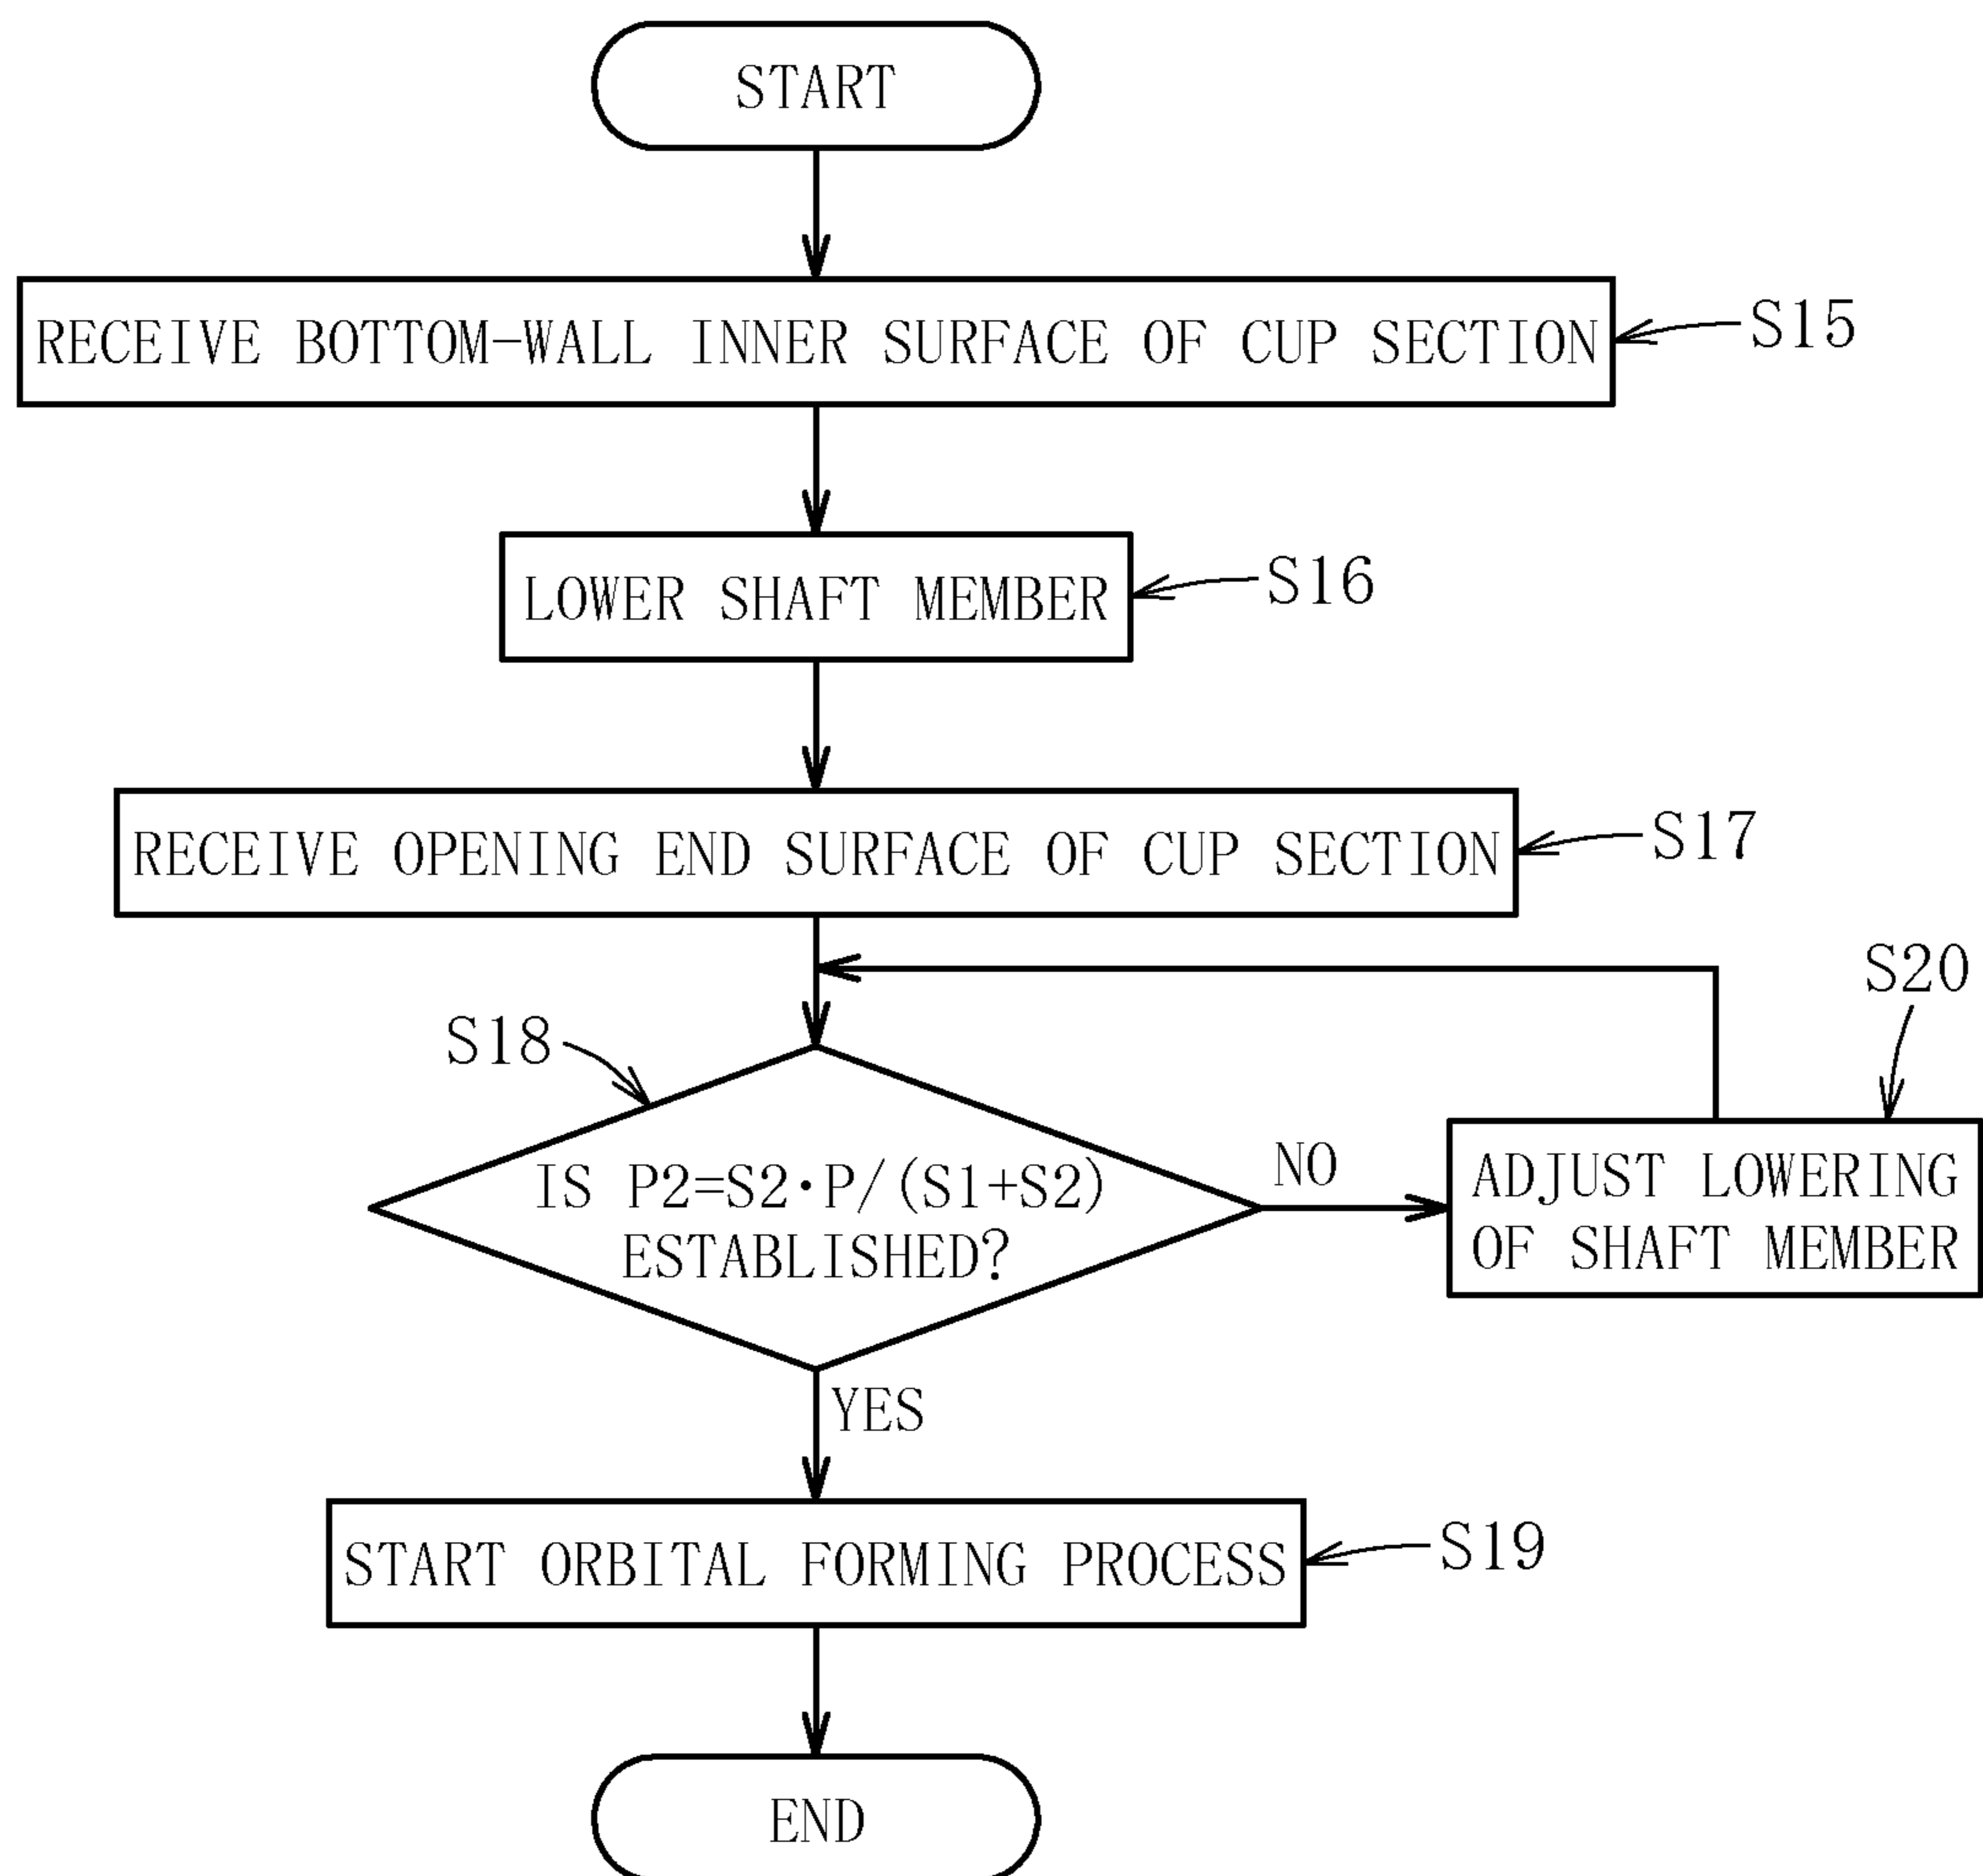 START
RECEIVE BOTTOM-WALL INNER SURFACE OF CUP SECTION
S15
LOWER SHAFT MEMBER
S16
RECEIVE OPENING END SURFACE OF CUP SECTION
S17
S20
S18
IS P2=S2·P/(S1+S2)
ESTABLISHED?
NO
ADJUST LOWERING
OF SHAFT MEMBER
YES
START ORBITAL FORMING PROCESS
S19
END